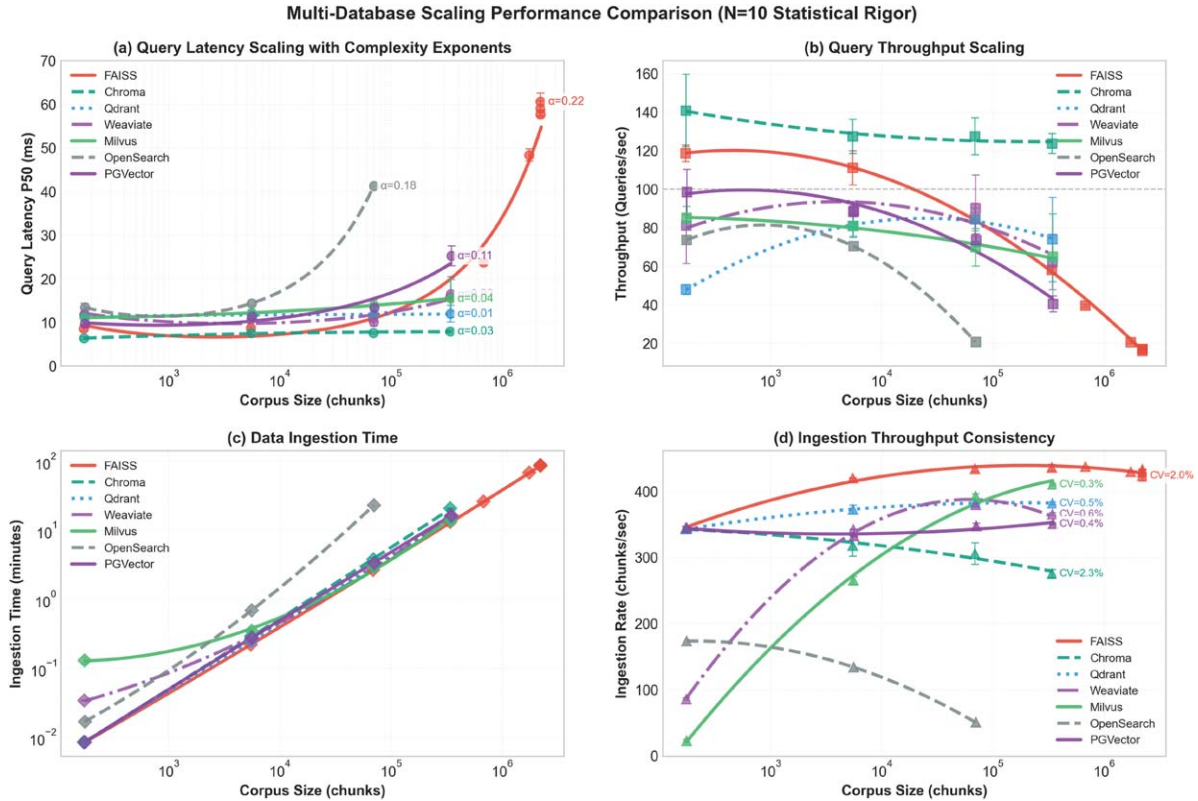 Multi-Database Scaling Performance Comparison (N=10 Statistical Rigor)
(a) Query Latency Scaling with Complexity Exponents
Query Latency P50 (ms)
70
60
50
40
30
20
10
0
FAISS
Chroma
Qdrant
Weaviate
Milvus
OpenSearch
PGVector
α=0.22
α=0.18
α=0.11
α=0.04
α=0.01
α=0.03
10³
10⁴
10⁵
10⁶
Corpus Size (chunks)
(b) Query Throughput Scaling
Throughput (Queries/sec)
160
140
120
100
80
60
40
20
FAISS
Chroma
Qdrant
Weaviate
Milvus
OpenSearch
PGVector
10³
10⁴
10⁵
10⁶
Corpus Size (chunks)
(c) Data Ingestion Time
Ingestion Time (minutes)
10²
10¹
10⁰
10⁻¹
10⁻²
FAISS
Chroma
Qdrant
Weaviate
Milvus
OpenSearch
PGVector
10³
10⁴
10⁵
10⁶
Corpus Size (chunks)
(d) Ingestion Throughput Consistency
Ingestion Rate (chunks/sec)
400
300
200
100
0
CV=2.0%
CV=0.3%
CV=0.5%
CV=0.6%
CV=0.4%
CV=2.3%
FAISS
Chroma
Qdrant
Weaviate
Milvus
OpenSearch
PGVector
10³
10⁴
10⁵
10⁶
Corpus Size (chunks)